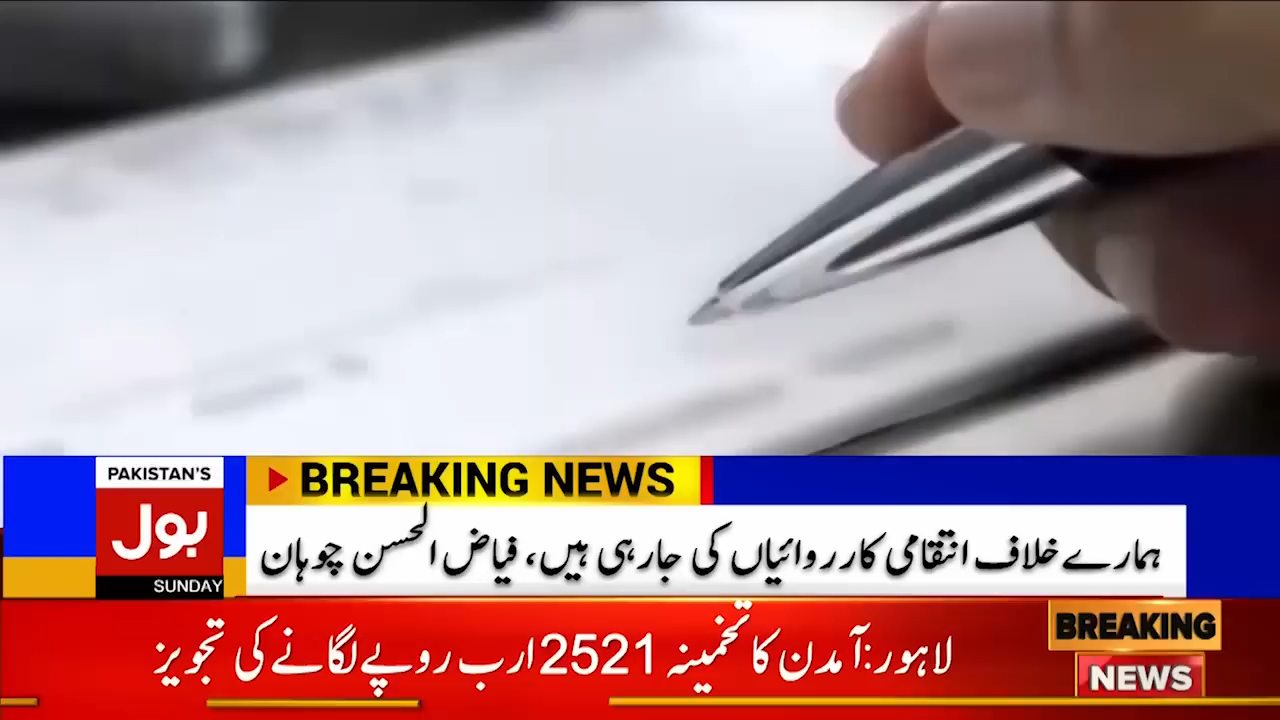 PAKISTAN'S
بول
SUNDAY
BREAKING NEWS
ہمارے خلاف انتقامی کارروائیاں کی جارہی ہیں، فیاض الحسن چوہان
لاہور:آمدن کا تخمینہ 2521 ارب روپے لگانے کی تجویز
BREAKING
NEWS